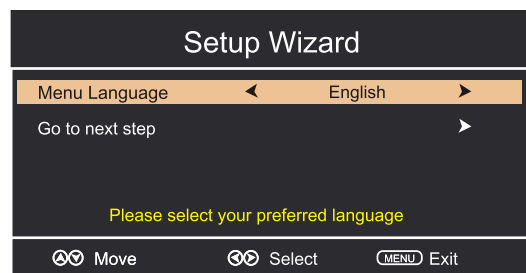 Setup Wizard
Menu Language English
Go to next step
Please select your preferred language
Move Select MENU Exit